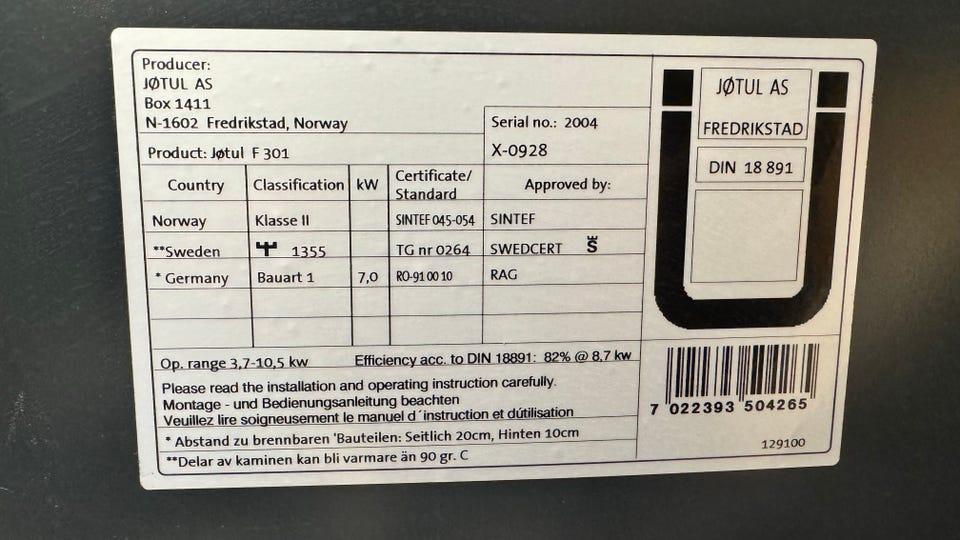 Producer:
JØTUL AS
Box 1411
N-1602 Fredrikstad, Norway
Product: Jøtul F 301
Serial no.: 2004
X-0928
Country Classification kW Certificate/ Standard Approved by:
Norway Klasse II SINTEF 045-054 SINTEF
**Sweden 1355 TG nr 0264 SWEDCERT S
* Germany Bauart 1 7,0 RO-91 00 10 RAG
Op. range 3,7-10,5 kw Efficiency acc. to DIN 18891: 82% @ 8,7 kw
Please read the installation and operating instruction carefully.
Montage - und Bedienungsanleitung beachten
Veuillez lire soigneusement le manuel d´instruction et dútilisation
* Abstand zu brennbaren 'Bauteilen: Seitlich 20cm, Hinten 10cm
**Delar av kaminen kan bli varmare än 90 gr. C
JØTUL AS
FREDRIKSTAD
DIN 18 891
7 022393 504265
129100